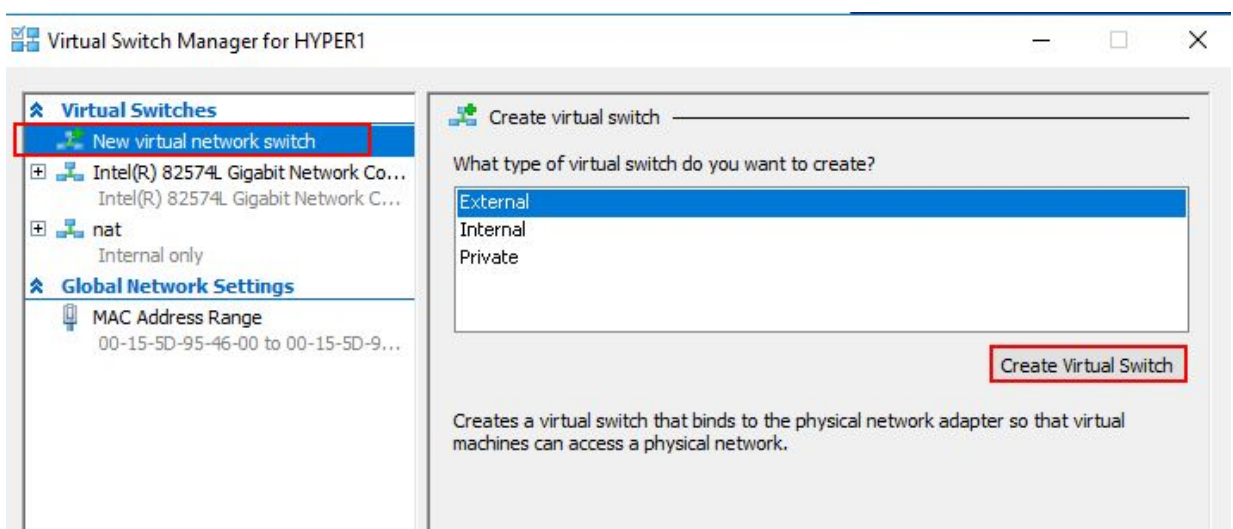 Virtual Switch Manager for HYPER1
Virtual Switches
New virtual network switch
Intel(R) 82574L Gigabit Network Co...
Intel(R) 82574L Gigabit Network C...
nat
Internal only
Global Network Settings
MAC Address Range
00-15-5D-95-46-00 to 00-15-5D-9...
Create virtual switch
What type of virtual switch do you want to create?
External
Internal
Private
Create Virtual Switch
Creates a virtual switch that binds to the physical network adapter so that virtual
machines can access a physical network.